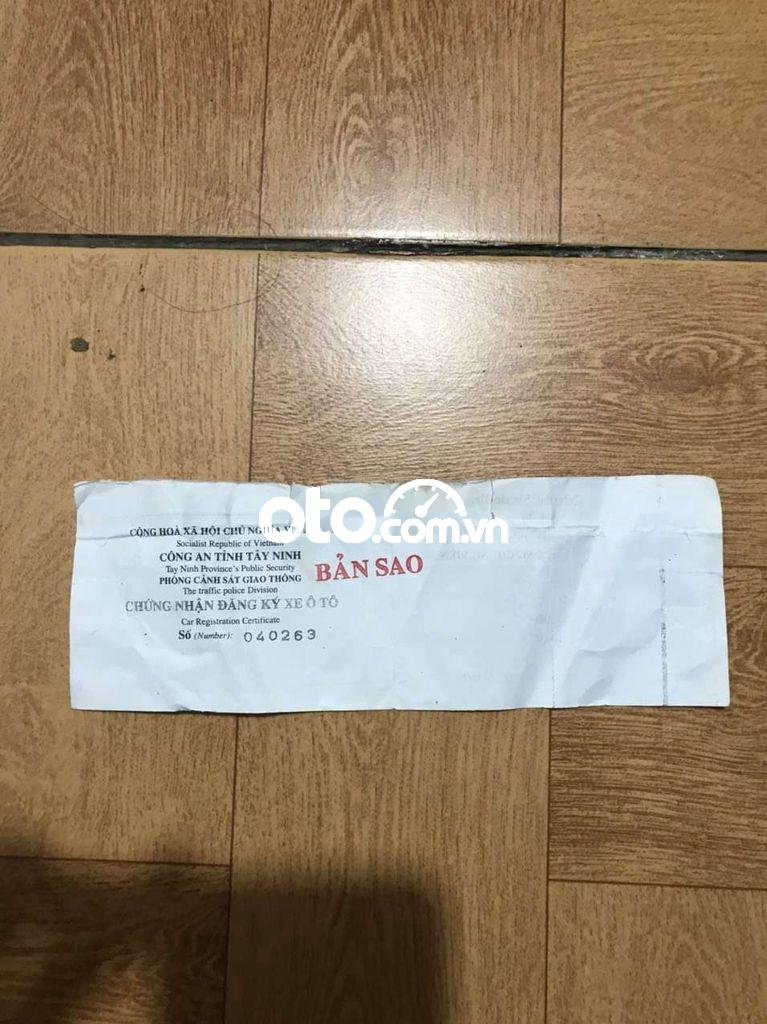 CỘNG HOÀ XÃ HỘI CHỦ NGHĨA
Socialist Republic of Vietnam
CÔNG AN TỈNH TÂY NINH
Tay Ninh Province's Public Security
PHÒNG CẢNH SÁT GIAO THÔNG
The traffic police Division
CHỨNG NHẬN ĐĂNG KÝ XE Ô TÔ
Car Registration Certificate
Số (Number): 040263
BẢN SAO
oto.com.vn